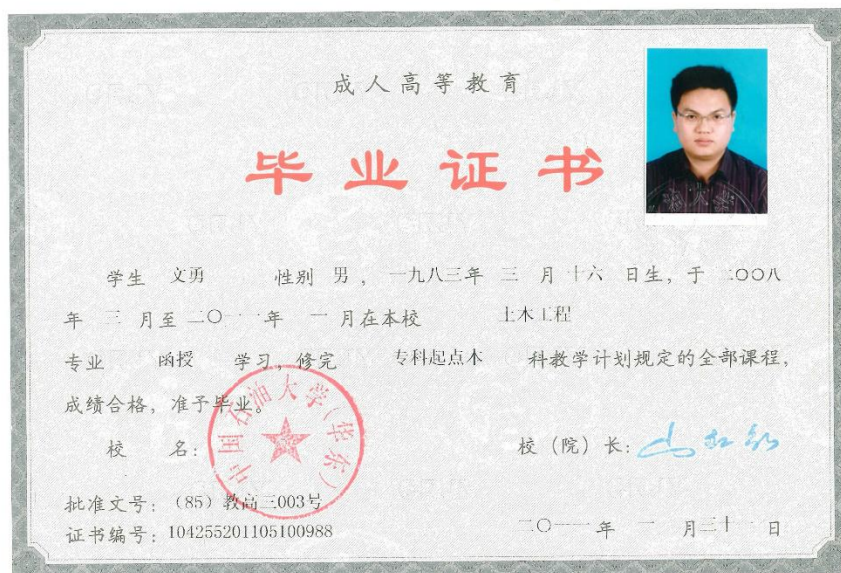 成人高等教育
毕业证书
学生 文勇 性别 男， 一九八三年 三 月 十六 日生，于 二〇〇八
年 三 月至 二〇一一年 一 月在本校 土木工程
专业 函授 学习，修完 专科起点本 科教学计划规定的全部课程，
成绩合格，准予毕业。
校 名： 中国石油大学（华东） 校（院）长：
批准文号：（85）教高三003号
证书编号：104255201105100988 二〇一一 年 一 月三十 日